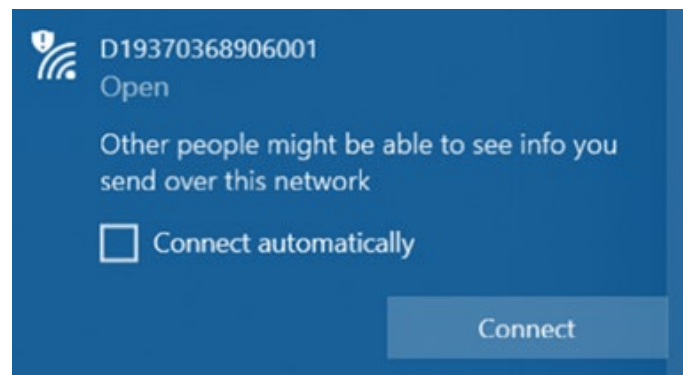 D19370368906001
Open
Other people might be able to see info you
send over this network
Connect automatically
Connect